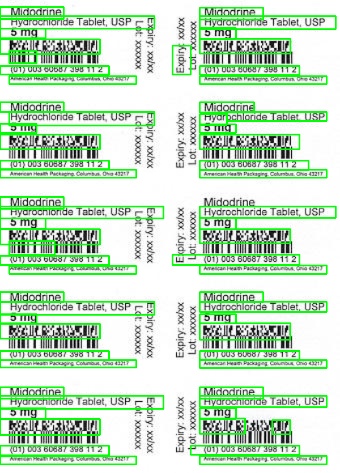 Midodrine
Hydrochloride Tablet, USP
5 mg
(01) 003 60687 398 11 2
American Health Packaging, Columbus, Ohio 43217
Expiry: xx/xx
Lot: xxxxxx
Midodrine
Hydrochloride Tablet, USP
5 mg
(01) 003 60687 398 11 2
American Health Packaging, Columbus, Ohio 43217
Expiry: xx/xx
Lot: xxxxxx
Midodrine
Hydrochloride Tablet, USP
5 mg
(01) 003 60687 398 11 2
American Health Packaging, Columbus, Ohio 43217
Expiry: xx/xx
Lot: xxxxxx
Midodrine
Hydrochloride Tablet, USP
5 mg
(01) 003 60687 398 11 2
American Health Packaging, Columbus, Ohio 43217
Expiry: xx/xx
Lot: xxxxxx
Midodrine
Hydrochloride Tablet, USP
5 mg
(01) 003 60687 398 11 2
American Health Packaging, Columbus, Ohio 43217
Expiry: xx/xx
Lot: xxxxxx
Midodrine
Hydrochloride Tablet, USP
5 mg
(01) 003 60687 398 11 2
American Health Packaging, Columbus, Ohio 43217
Expiry: xx/xx
Lot: xxxxxx
Midodrine
Hydrochloride Tablet, USP
5 mg
(01) 003 60687 398 11 2
American Health Packaging, Columbus, Ohio 43217
Expiry: xx/xx
Lot: xxxxxx
Midodrine
Hydrochloride Tablet, USP
5 mg
(01) 003 60687 398 11 2
American Health Packaging, Columbus, Ohio 43217
Expiry: xx/xx
Lot: xxxxxx
Midodrine
Hydrochloride Tablet, USP
5 mg
(01) 003 60687 398 11 2
American Health Packaging, Columbus, Ohio 43217
Expiry: xx/xx
Lot: xxxxxx
Midodrine
Hydrochloride Tablet, USP
5 mg
(01) 003 60687 398 11 2
American Health Packaging, Columbus, Ohio 43217
Expiry: xx/xx
Lot: xxxxxx